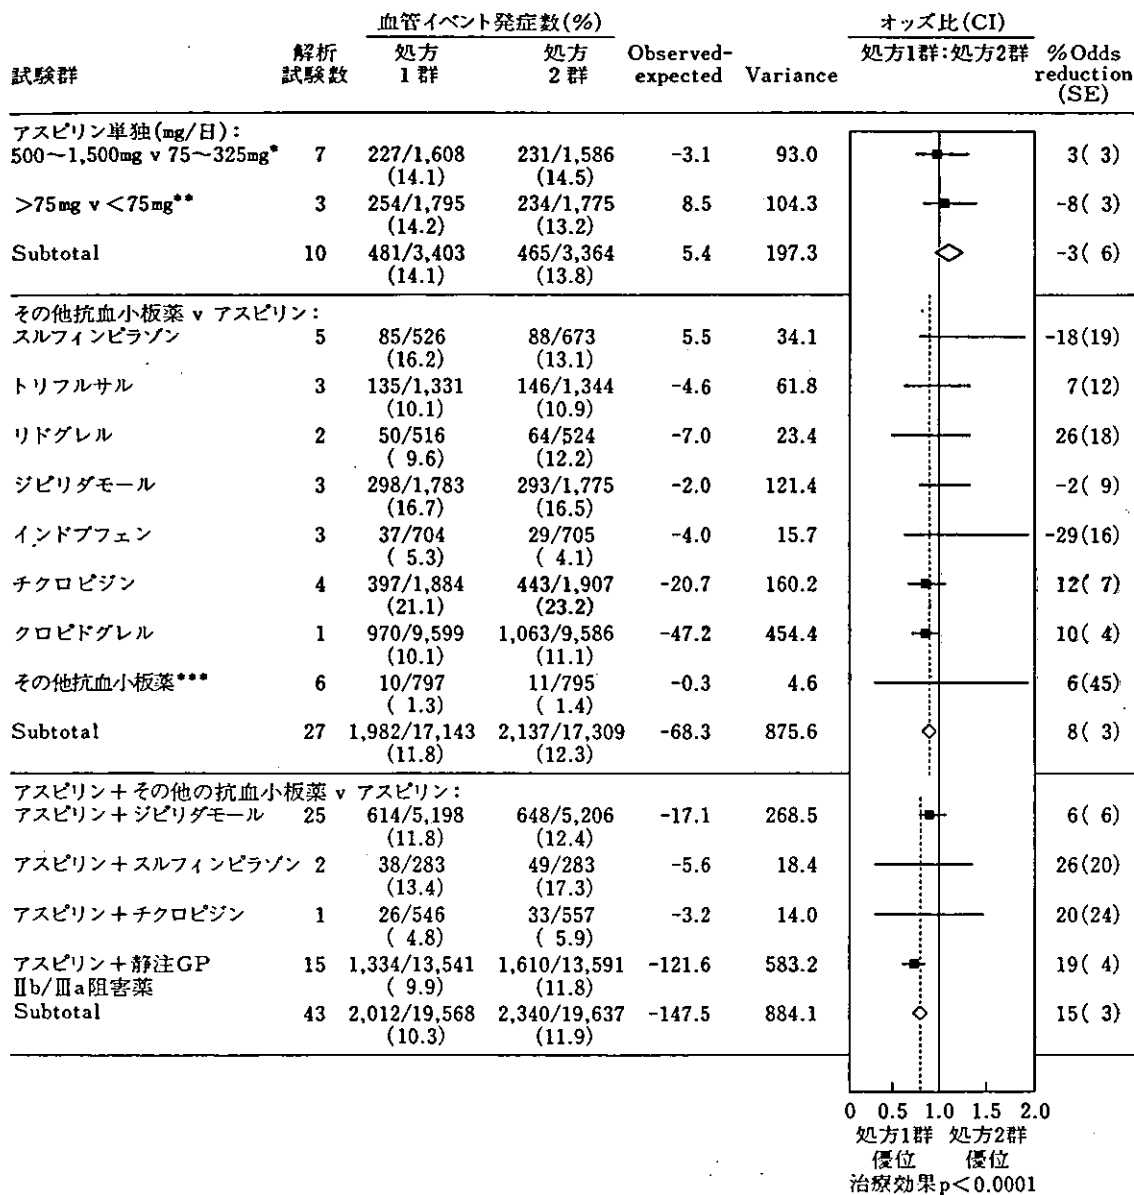 血管イベント発症数(%) オッズ比(CI)
試験群 解析試験数 処方1群 処方2群 Observed-expected Variance 処方1群:処方2群 %Odds reduction (SE)
アスピリン単独(mg/日):
500~1,500mg v 75~325mg* 7 227/1,608 231/1,586 -3.1 93.0 3( 3)
(14.1) (14.5)
>75mg v <75mg** 3 254/1,795 234/1,775 8.5 104.3 -8( 3)
(14.2) (13.2)
Subtotal 10 481/3,403 465/3,364 5.4 197.3 -3( 6)
(14.1) (13.8)
その他抗血小板薬 v アスピリン:
スルフィンピラゾン 5 85/526 88/673 5.5 34.1 -18(19)
(16.2) (13.1)
トリフルサル 3 135/1,331 146/1,344 -4.6 61.8 7(12)
(10.1) (10.9)
リドグレル 2 50/516 64/524 -7.0 23.4 26(18)
( 9.6) (12.2)
ジピリダモール 3 298/1,783 293/1,775 -2.0 121.4 -2( 9)
(16.7) (16.5)
インドブフェン 3 37/704 29/705 -4.0 15.7 -29(16)
( 5.3) ( 4.1)
チクロピジン 4 397/1,884 443/1,907 -20.7 160.2 12( 7)
(21.1) (23.2)
クロピドグレル 1 970/9,599 1,063/9,586 -47.2 454.4 10( 4)
(10.1) (11.1)
その他抗血小板薬*** 6 10/797 11/795 -0.3 4.6 6(45)
( 1.3) ( 1.4)
Subtotal 27 1,982/17,143 2,137/17,309 -68.3 875.6 8( 3)
(11.8) (12.3)
アスピリン+その他の抗血小板薬 v アスピリン:
アスピリン+ジピリダモール 25 614/5,198 648/5,206 -17.1 268.5 6( 6)
(11.8) (12.4)
アスピリン+スルフィンピラゾン 2 38/283 49/283 -5.6 18.4 26(20)
(13.4) (17.3)
アスピリン+チクロピジン 1 26/546 33/557 -3.2 14.0 20(24)
( 4.8) ( 5.9)
アスピリン+静注GP 15 1,334/13,541 1,610/13,591 -121.6 583.2 19( 4)
Ⅱb/Ⅲa阻害薬 ( 9.9) (11.8)
Subtotal 43 2,012/19,568 2,340/19,637 -147.5 884.1 15( 3)
(10.3) (11.9)
0 0.5 1.0 1.5 2.0
処方1群 処方2群
優位 優位
治療効果p<0.0001